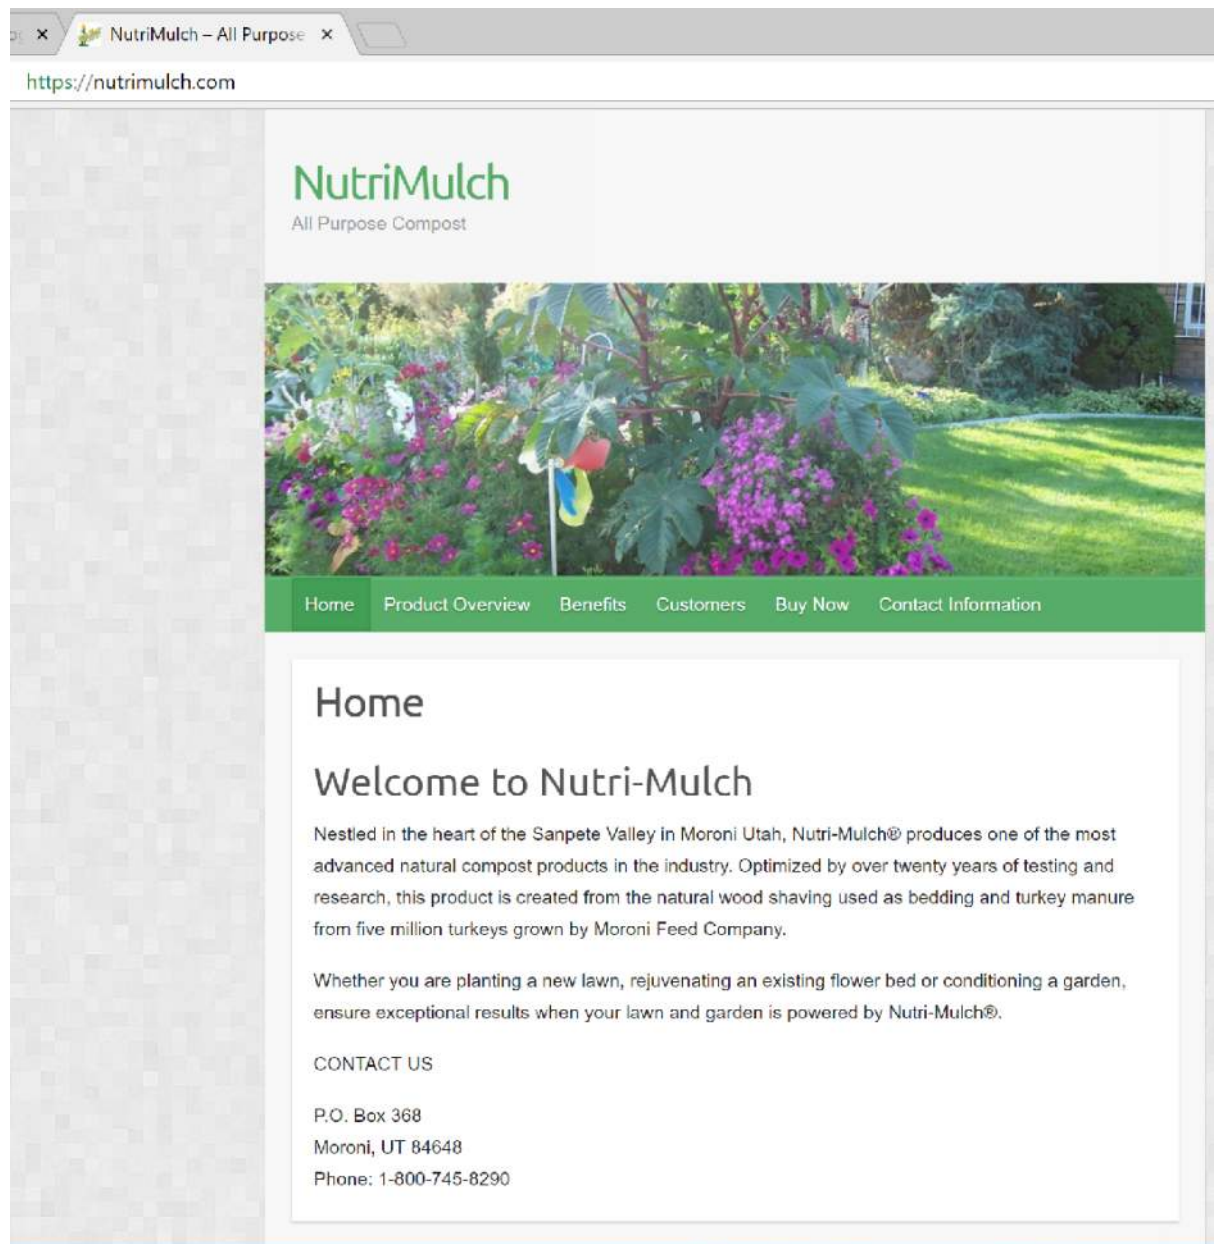 NutriMulch – All Purpose
https://nutrimulch.com
NutriMulch
All Purpose Compost
Home Product Overview Benefits Customers Buy Now Contact Information
Home
Welcome to Nutri-Mulch
Nestled in the heart of the Sanpete Valley in Moroni Utah, Nutri-Mulch® produces one of the most
advanced natural compost products in the industry. Optimized by over twenty years of testing and
research, this product is created from the natural wood shaving used as bedding and turkey manure
from five million turkeys grown by Moroni Feed Company.
Whether you are planting a new lawn, rejuvenating an existing flower bed or conditioning a garden,
ensure exceptional results when your lawn and garden is powered by Nutri-Mulch®.
CONTACT US
P.O. Box 368
Moroni, UT 84648
Phone: 1-800-745-8290